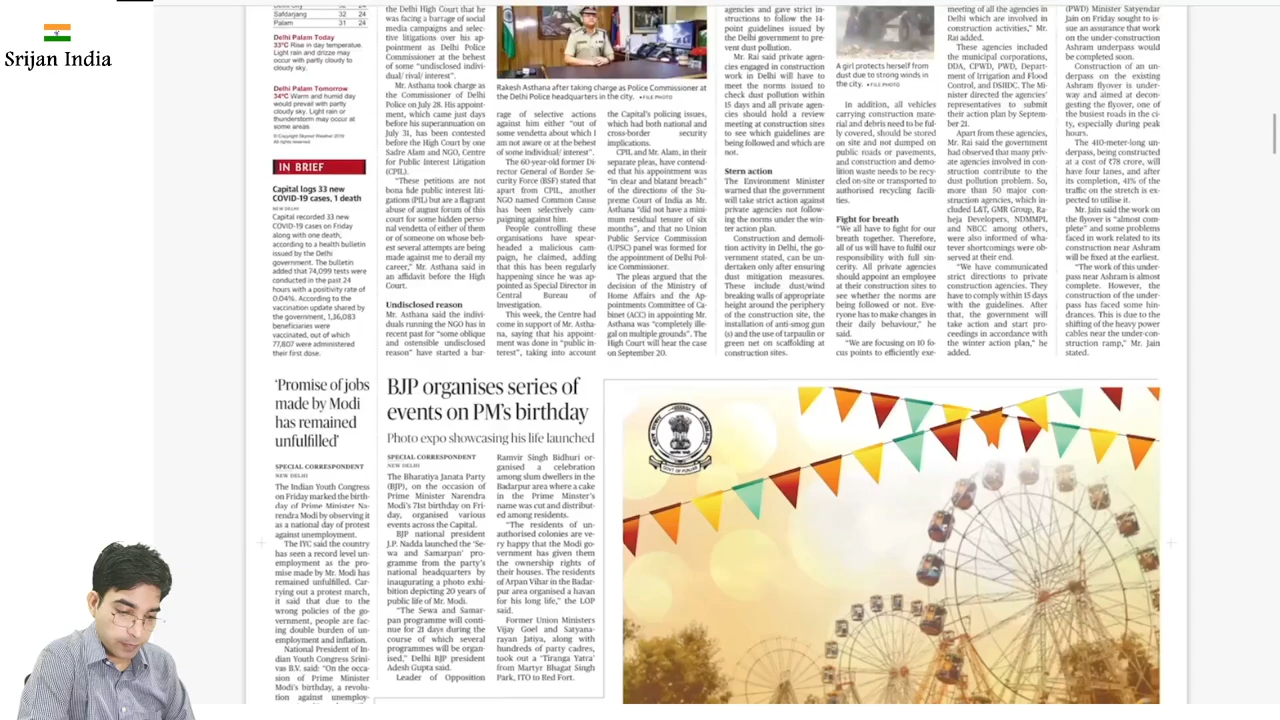 Srijan India
Safdarjang 32 24
Palam 31 24
Delhi Palam Today
33°C Rise in day temperatue.
Light rain and drizze may
occur with partly cloudy to
cloudy sky.
Delhi Palam Tomorrow
34°C Warm and humid day
would prevail with partly
cloudy sky. Light rain or
thunderstorm may occur at
some areas.
©Copyright Skymet Weather 2019
All rights reserved
IN BRIEF
Capital logs 33 new
COVID-19 cases, 1 death
NEW DELHI
Capital recorded 33 new
COVID-19 cases on Friday
along with one death,
according to a health bulletin
issued by the Delhi
government. The bulletin
added that 74,099 tests were
conducted in the past 24
hours with a positivity rate of
0.04%. According to the
vaccination update shared by
the government, 1,36,083
beneficiaries were
vaccinated, out of which
77,807 were administered
their first dose.
the Delhi High Court that he
was facing a barrage of social
media campaigns and selec-
tive litigations over his ap-
pointment as Delhi Police
Commissioner at the behest
of some "undisclosed indivi-
dual/ rival/ interest".
Mr. Asthana took charge as
the Commissioner of Delhi
Police on July 28. His appoint-
ment, which came just days
before his superannuation on
July 31, has been contested
before the High Court by one
Sadre Alam and NGO, Centre
for Public Interest Litigation
(CPIL).
"These petitions are not
bona fide public interest liti-
gations (PIL) but are a flagrant
abuse of august forum of this
court for some hidden perso-
nal vendetta of either of them
or of someone on whose beh-
est several attempts are being
made against me to derail my
career," Mr. Asthana said in
an affidavit before the High
Court.
Undisclosed reason
Mr. Asthana said the indivi-
duals running the NGO has in
recent past for "some oblique
and ostensible undisclosed
reason" have started a bar-
Rakesh Asthana after taking charge as Police Commissioner at
the Delhi Police headquarters in the city. •FILE PHOTO
rage of selective actions
against him either "out of
some vendetta about which I
am not aware or at the behest
of some individual/ interest".
The 60-year-old former Di-
rector General of Border Se-
curity Force (BSF) stated that
apart from CPIL, another
NGO named Common Cause
has been selectively cam-
paigning against him.
People controlling these
organisations have spear-
headed a malicious cam-
paign, he claimed, adding
that this has been regularly
happening since he was ap-
pointed as Special Director in
Central Bureau of
Investigation.
This week, the Centre had
come in support of Mr. Astha-
na, saying that his appoint-
ment was done in "public in-
terest", taking into account
the Capital's policing issues,
which had both national and
cross-border security
implications.
CPIL and Mr. Alam, in their
separate pleas, have contend-
ed that his appointment was
"in clear and blatant breach"
of the directions of the Su-
preme Court of India as Mr.
Asthana "did not have a mini-
mum residual tenure of six
months", and that no Union
Public Service Commission
(UPSC) panel was formed for
the appointment of Delhi Pol-
ice Commissioner.
The pleas argued that the
decision of the Ministry of
Home Affairs and the Ap-
pointments Committee of Ca-
binet (ACC) in appointing Mr.
Asthana was "completely illegal
on multiple grounds". The
High Court will hear the case
on September 20.
agencies and gave strict in-
structions to follow the 14-
point guidelines issued by
the Delhi government to pre-
vent dust pollution.
Mr. Rai said private agen-
cies engaged in construction
work in Delhi will have to
meet the norms issued to
check dust pollution within
15 days and all private agen-
cies should hold a review
meeting at construction sites
to see which guidelines are
being followed and which are
not.
Stern action
The Environment Minister
warned that the government
will take strict action against
private agencies not follow-
ing the norms under the win-
ter action plan.
Construction and demoli-
tion activity in Delhi, the go-
vernment stated, can be un-
dertaken only after ensuring
dust mitigation measures.
These include dust/wind
breaking walls of appropriate
height around the periphery
of the construction site, the
installation of anti-smog gun
(s) and the use of tarpaulin or
green net on scaffolding at
construction sites.
A girl protects herself from
dust due to strong winds in
the city. •FILE PHOTO
In addition, all vehicles
carrying construction mate-
rial and debris need to be ful-
ly covered, should be stored
on site and not dumped on
public roads or pavements,
and construction and demo-
lition waste needs to be recy-
cled on-site or transported to
authorised recycling facili-
ties.
Fight for breath
"We all have to fight for our
breath together. Therefore,
all of us will have to fulfil our
responsibility with full sin-
cerity. All private agencies
should appoint an employee
at their construction sites to
see whether the norms are
being followed or not. Eve-
ryone has to make changes in
their daily behaviour," he
said.
"We are focusing on 10 fo-
cus points to efficiently exe-
meeting of all the agencies in
Delhi which are involved in
construction activities," Mr.
Rai added.
These agencies included
the municipal corporations,
DDA, CPWD, PWD, Depart-
ment of Irrigation and Flood
Control, and DSIIDC. The Mi-
nister directed the agencies'
representatives to submit
their action plan by Septem-
ber 21.
Apart from these agencies,
Mr. Rai said the government
had observed that many priv-
ate agencies involved in con-
struction contribute to the
dust pollution problem. So,
more than 50 major con-
struction agencies, which in-
cluded L&T, GMR Group, Ra-
heja Developers, NDMMPL
and NBCC among others,
were also informed of wha-
tever shortcomings were ob-
served at their end.
"We have communicated
strict directions to private
construction agencies. They
have to comply within 15 days
with the guidelines. After
that, the government will
take action and start pro-
ceedings in accordance with
the winter action plan," he
added.
(PWD) Minister Satyendar
Jain on Friday sought to is-
sue an assurance that work
on the under-construction
Ashram underpass would
be completed soon.
Construction of an un-
derpass on the existing
Ashram flyover is under-
way and aimed at decon-
gesting the flyover, one of
the busiest roads in the ci-
ty, especially during peak
hours.
The 410-meter-long un-
derpass, being constructed
at a cost of ₹78 crore, will
have four lanes, and after
its completion, 41% of the
traffic on the stretch is ex-
pected to utilise it.
Mr. Jain said the work on
the flyover is "almost com-
plete" and some problems
faced in work related to its
construction near Ashram
will be fixed at the earliest.
"The work of this under-
pass near Ashram is almost
complete. However, the
construction of the under-
pass has faced some hin-
drances. This is due to the
shifting of the heavy power
cables near the under-con-
struction ramp," Mr. Jain
stated.
'Promise of jobs
made by Modi
has remained
unfulfilled'
SPECIAL CORRESPONDENT
NEW DELHI
The Indian Youth Congress
on Friday marked the birth-
day of Prime Minister Na-
rendra Modi by observing it
as a national day of protest
against unemployment.
The IYC said the country
has seen a record level un-
employment as the pro-
mise made by Mr. Modi has
remained unfulfilled. Car-
rying out a protest march,
it said that due to the
wrong policies of the go-
vernment, people are fac-
ing double burden of un-
employment and inflation.
National President of In-
dian Youth Congress Srini-
vas B.V. said: "On the occa-
sion of Prime Minister
Modi's birthday, a revolu-
tion against unemploy-
BJP organises series of
events on PM's birthday
Photo expo showcasing his life launched
SPECIAL CORRESPONDENT
NEW DELHI
The Bharatiya Janata Party
(BJP), on the occasion of
Prime Minister Narendra
Modi's 71st birthday on Fri-
day, organised various
events across the Capital.
BJP national president
J.P. Nadda launched the 'Se-
wa and Samarpan' pro-
gramme from the party's
national headquarters by
inaugurating a photo exhi-
bition depicting 20 years of
public life of Mr. Modi.
"The Sewa and Samar-
pan programme will conti-
nue for 21 days during the
course of which several
programmes will be organ-
ised," Delhi BJP president
Adesh Gupta said.
Leader of Opposition
Ramvir Singh Bidhuri or-
ganised a celebration
among slum dwellers in the
Badarpur area where a cake
in the Prime Minster's
name was cut and distribut-
ed among residents.
"The residents of un-
authorised colonies are ve-
ry happy that the Modi go-
vernment has given them
the ownership rights of
their houses. The residents
of Arpan Vihar in the Badar-
pur area organised a havan
for his long life," the LOP
said.
Former Union Ministers
Vijay Goel and Satyana-
rayan Jatiya, along with
hundreds of party cadres,
took out a 'Tiranga Yatra'
from Martyr Bhagat Singh
Park, ITO to Red Fort.
GOVT OF PUNJAB